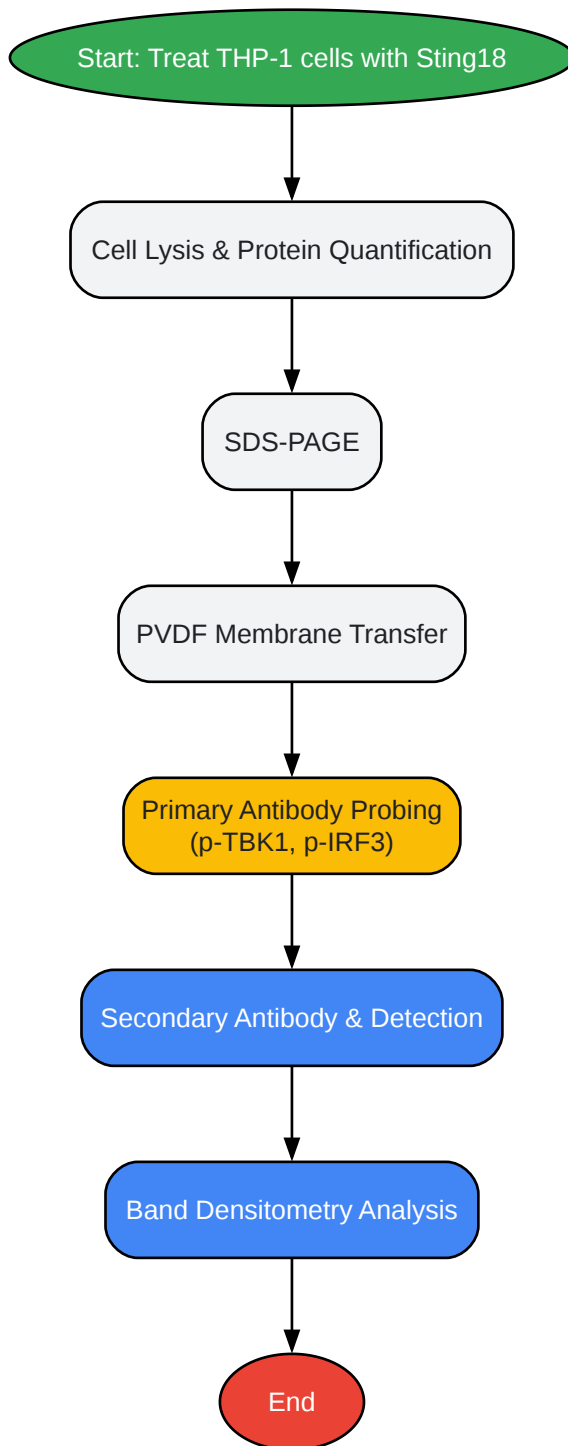 Start: Treat THP-1 cells with Sting18
Cell Lysis & Protein Quantification
SDS-PAGE
PVDF Membrane Transfer
Primary Antibody Probing
(p-TBK1, p-IRF3)
Secondary Antibody & Detection
Band Densitometry Analysis
End